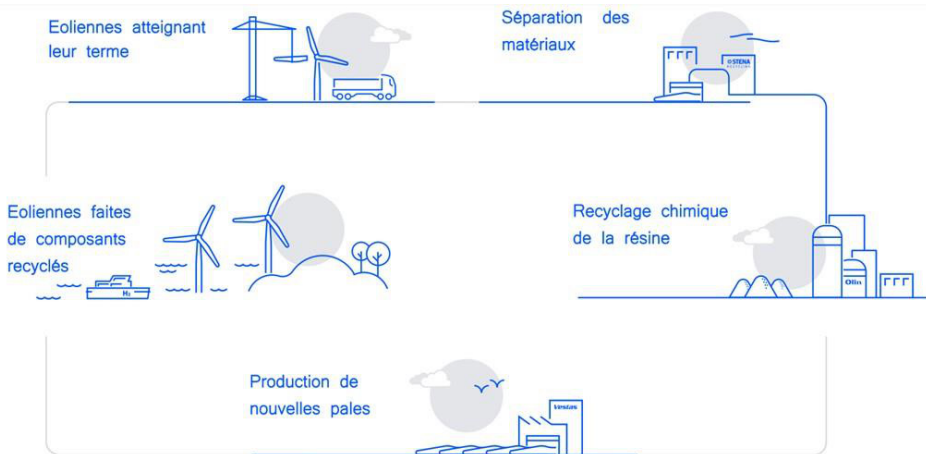 Eoliennes atteignant
leur terme
Séparation des
matériaux
STENA
RECYCLING
Eoliennes faites
de composants
recyclés
H₂
Recyclage chimique
de la résine
Olin
Production de
nouvelles pales
Vestas